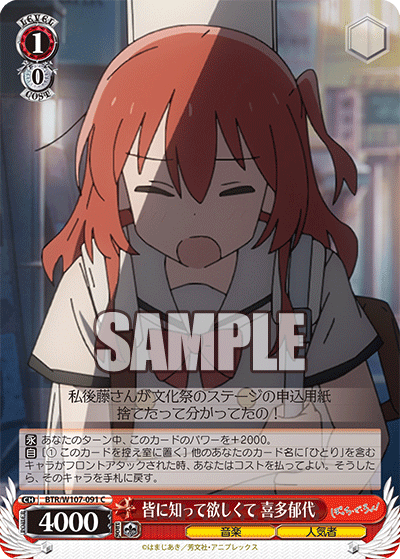 LEVEL
1
0
COST
SAMPLE
私後藤さんが文化祭のステージの申込用紙
捨てたって分かってたの！
永 あなたのターン中、このカードのパワーを＋2000。
自［① このカードを控室に置く］他のあなたのカード名に「ひとり」を含む
キャラがフロントアタックされた時、あなたはコストを払ってよい。そうした
ら、そのキャラを手札に戻す。
CH BTR/W107-091 C
4000
皆に知って欲しくて 喜多郁代
音楽 人気者
©はまじあき／芳文社・アニプレックス